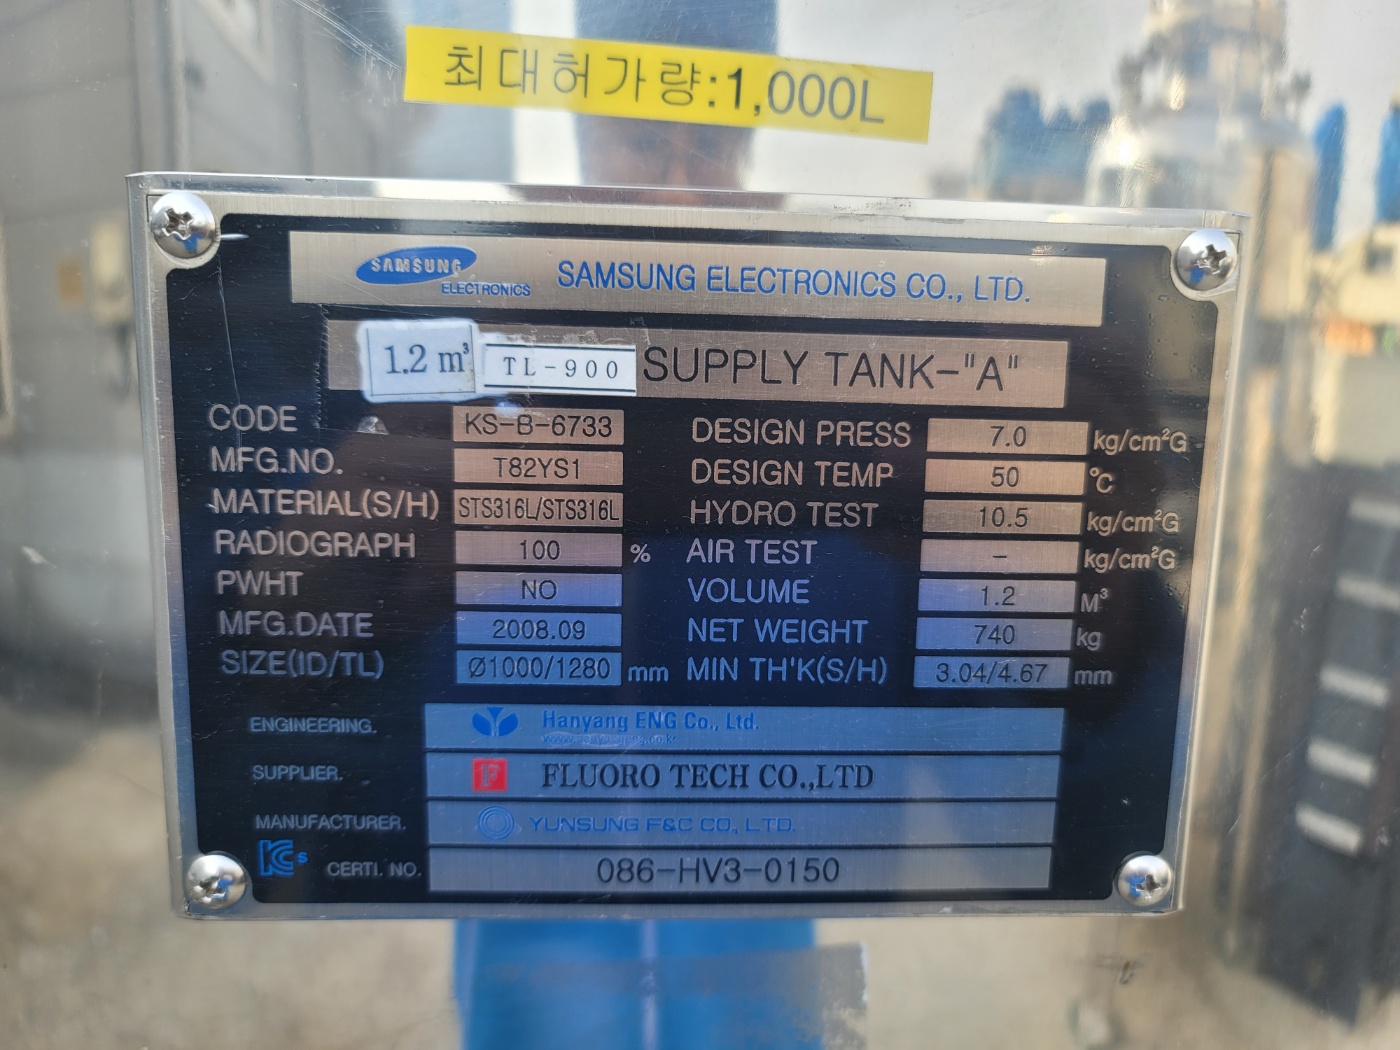 최대허가량:1,000L
SAMSUNG ELECTRONICS SAMSUNG ELECTRONICS CO., LTD.
1.2 m³ TL-900 SUPPLY TANK-"A"
CODE KS-B-6733 DESIGN PRESS 7.0 kg/cm²G
MFG.NO. T82YS1 DESIGN TEMP 50 ℃
MATERIAL(S/H) STS316L/STS316L HYDRO TEST 10.5 kg/cm²G
RADIOGRAPH 100 % AIR TEST - kg/cm²G
PWHT NO VOLUME 1.2 M³
MFG.DATE 2008.09 NET WEIGHT 740 kg
SIZE(ID/TL) Ø1000/1280 mm MIN TH'K(S/H) 3.04/4.67 mm
ENGINEERING. Hanyang ENG Co., Ltd.
SUPPLIER. F FLUORO TECH CO.,LTD
MANUFACTURER. YUNSUNG F&C CO., LTD.
KCs CERTI. NO. 086-HV3-0150